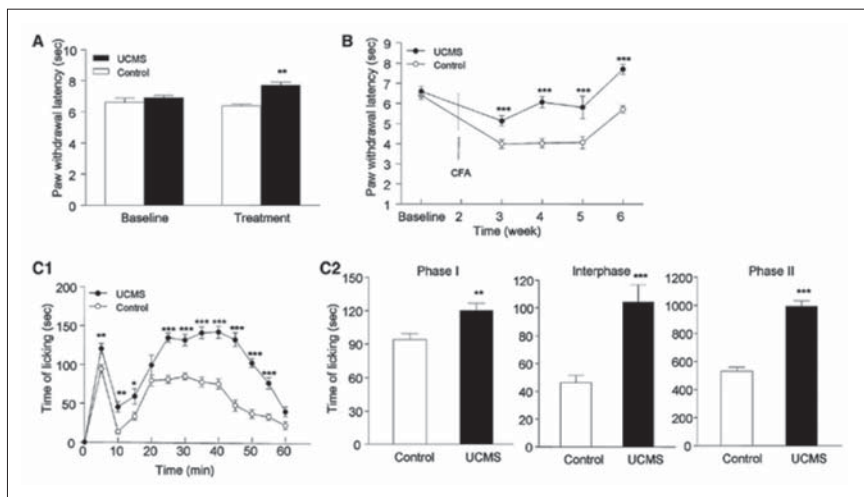 A
UCMS
Control
Paw withdrawal latency (sec)
10
8
6
4
2
0
**
Baseline
Treatment
B
UCMS
Control
Paw withdrawal latency (sec)
9
8
7
6
5
4
3
2
1
***
***
***
***
CFA
Baseline 2 3 4 5 6
Time (week)
C1
UCMS
Control
Time of licking (sec)
200
150
100
50
0
**
**
*
***
***
***
***
***
***
***
0 10 20 30 40 50 60
Time (min)
C2
Time of licking (sec)
Phase I
150
120
90
60
30
0
**
Control UCMS
Interphase
120
100
80
60
40
20
0
***
Control UCMS
Phase II
1200
1000
800
600
400
200
0
***
Control UCMS